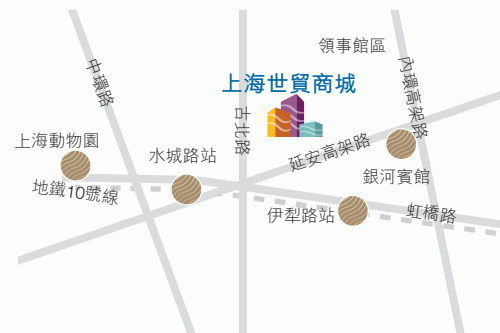 領事館區
中環路
內環高架路
上海世貿商城
古北路
上海動物園
水城路站
延安高架路
銀河賓館
地鐵10號線
伊犁路站
虹橋路